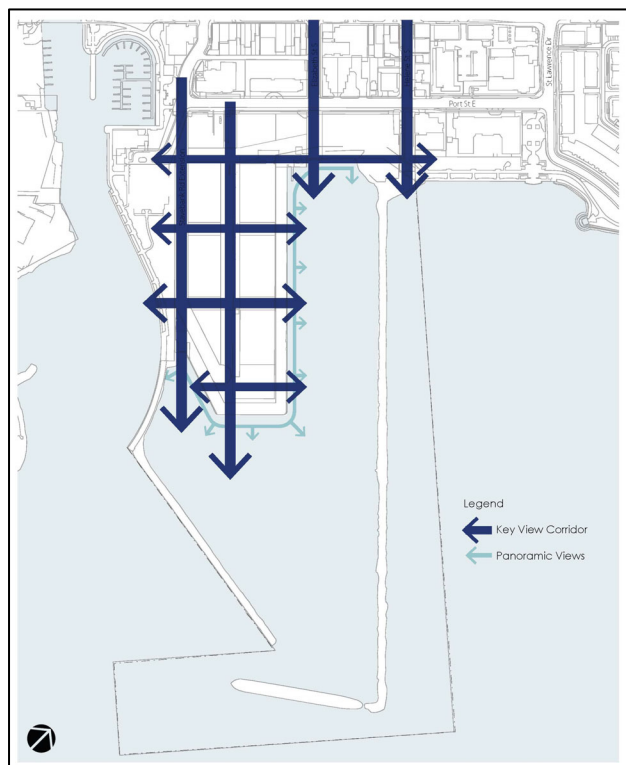 Port St E
St Lawrence Dr
Legend
Key View Corridor
Panoramic Views